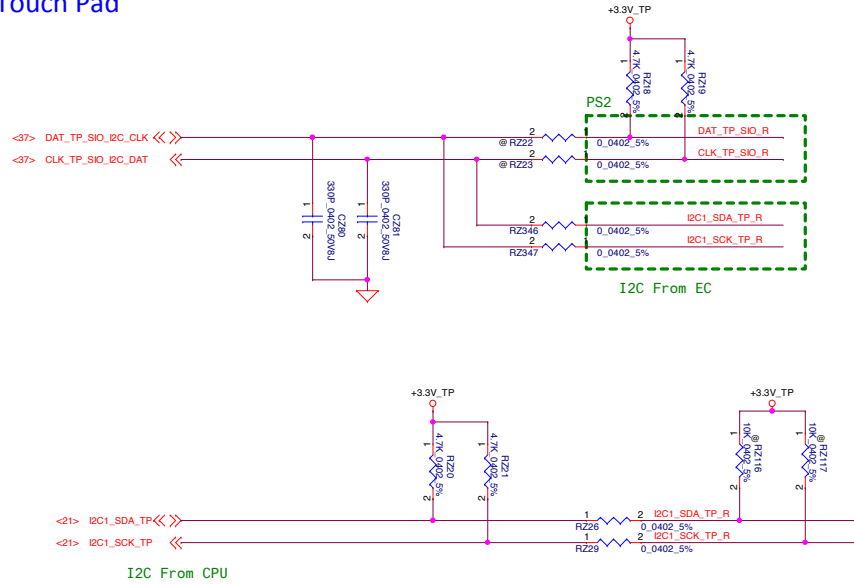 Touch Pad
+3.3V_TP
4.7K_0402_5%
RZ18
4.7K_0402_5%
RZ19
1
1
2
2
PS2
<37> DAT_TP_SIO_I2C_CLK
2
1
@ RZ22
0_0402_5%
DAT_TP_SIO_R
<37> CLK_TP_SIO_I2C_DAT
2
1
@ RZ23
0_0402_5%
CLK_TP_SIO_R
330P_0402_50V8J
CZ80
1
2
330P_0402_50V8J
CZ81
1
2
2
1
RZ346
0_0402_5%
I2C1_SDA_TP_R
2
1
RZ347
0_0402_5%
I2C1_SCK_TP_R
I2C From EC
+3.3V_TP
4.7K_0402_5%
RZ20
1
2
4.7K_0402_5%
RZ21
1
2
+3.3V_TP
10K_0402_5%
@
RZ116
1
2
10K_0402_5%
@
RZ117
1
2
<21> I2C1_SDA_TP
1
2
RZ26
0_0402_5%
I2C1_SDA_TP_R
<21> I2C1_SCK_TP
1
2
RZ29
0_0402_5%
I2C1_SCK_TP_R
I2C From CPU